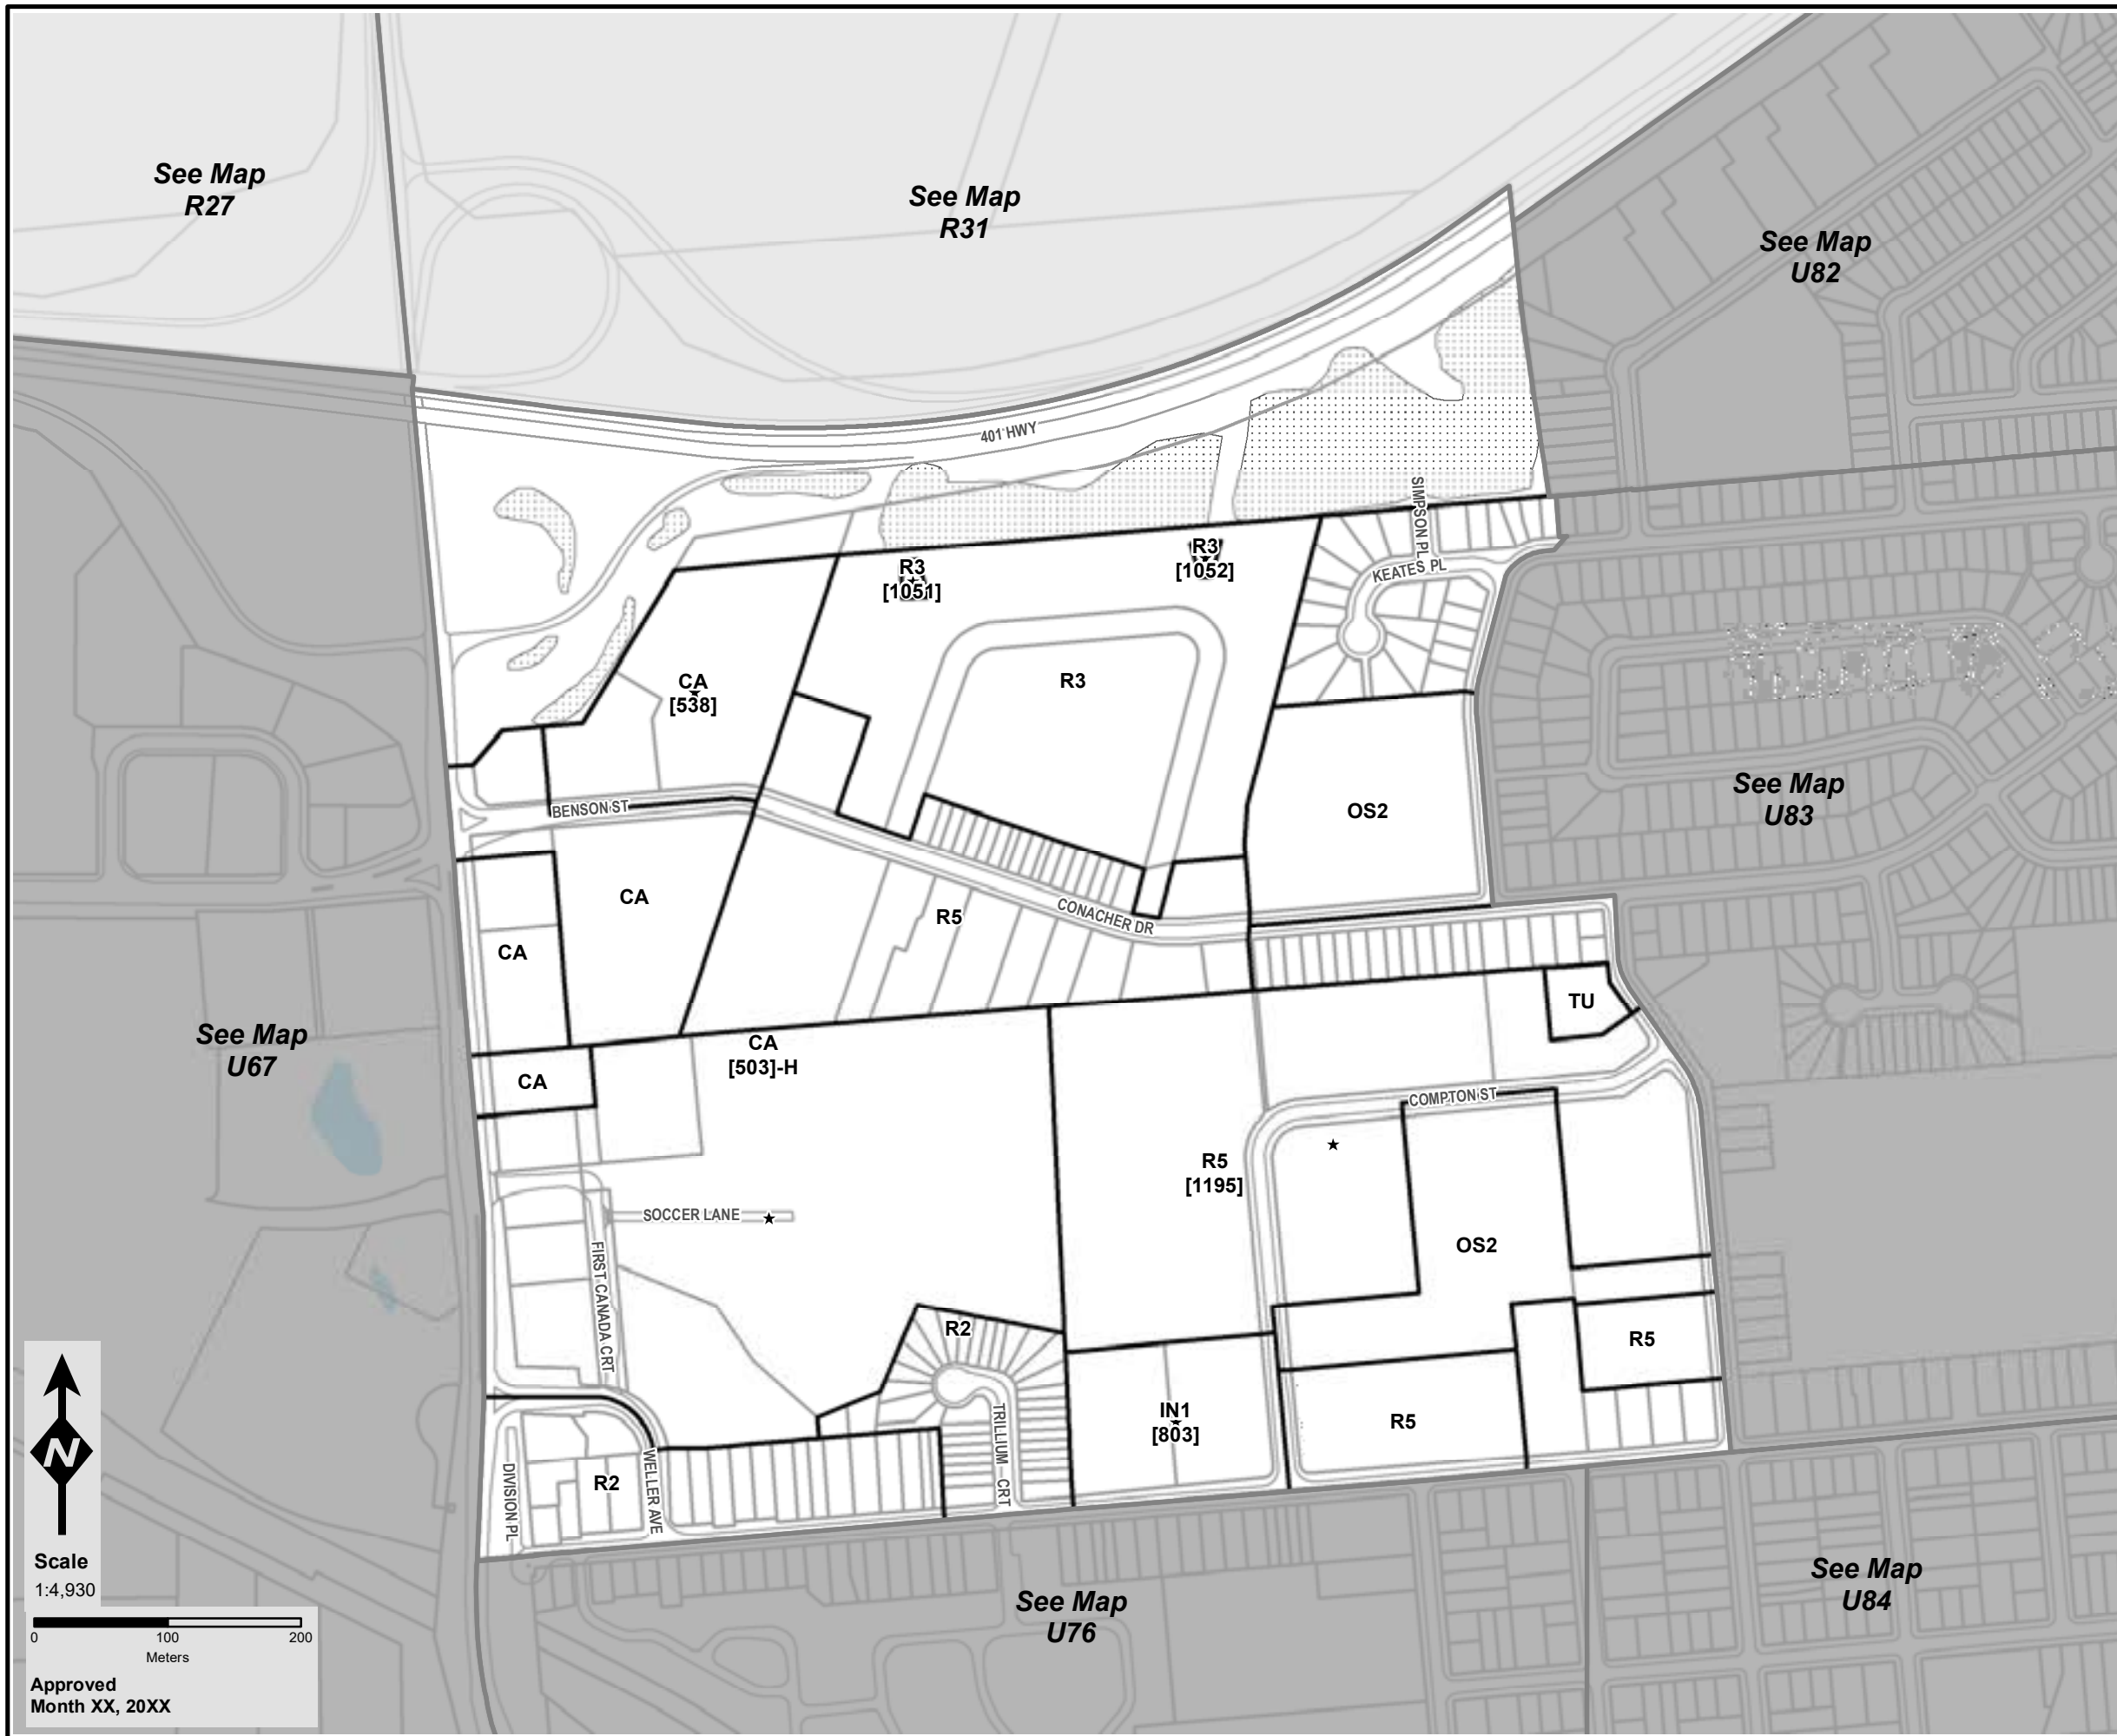 See Map
R27
See Map
R31
See Map
U82
401 HWY
SIMPSON PL
KEATES PL
R3
[1051]
R3
[1052]
R3
CA
[538]
BENSON ST
OS2
See Map
U83
CA
CA
R5
CONACHER DR
TU
See Map
U67
CA
CA
[503]-H
COMPTON ST
R5
[1195]
SOCCER LANE
FIRST CANADA CRT
OS2
R2
R5
TRILLIUM CRT
IN1
[803]
R5
R2
DIVISION PL
WELLER AVE
N
Scale
1:4,930
0 100 200
Meters
Approved
Month XX, 20XX
See Map
U76
See Map
U84